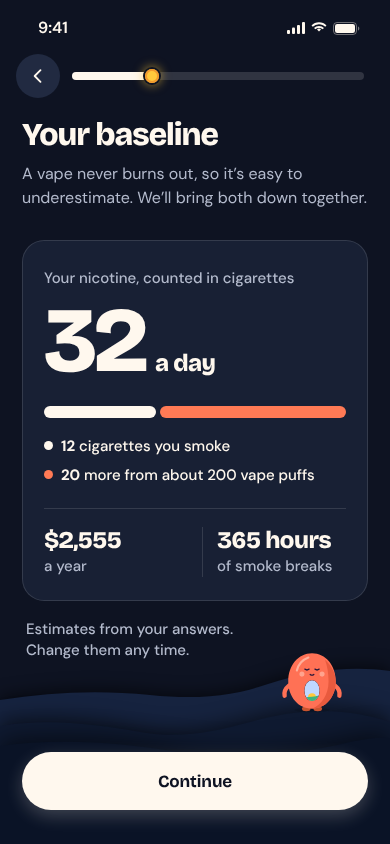 9:41
Your baseline
A vape never burns out, so it’s easy to
underestimate. We’ll bring both down together.
Your nicotine, counted in cigarettes
32 a day
12 cigarettes you smoke
20 more from about 200 vape puffs
$2,555
a year
365 hours
of smoke breaks
Estimates from your answers.
Change them any time.
Continue